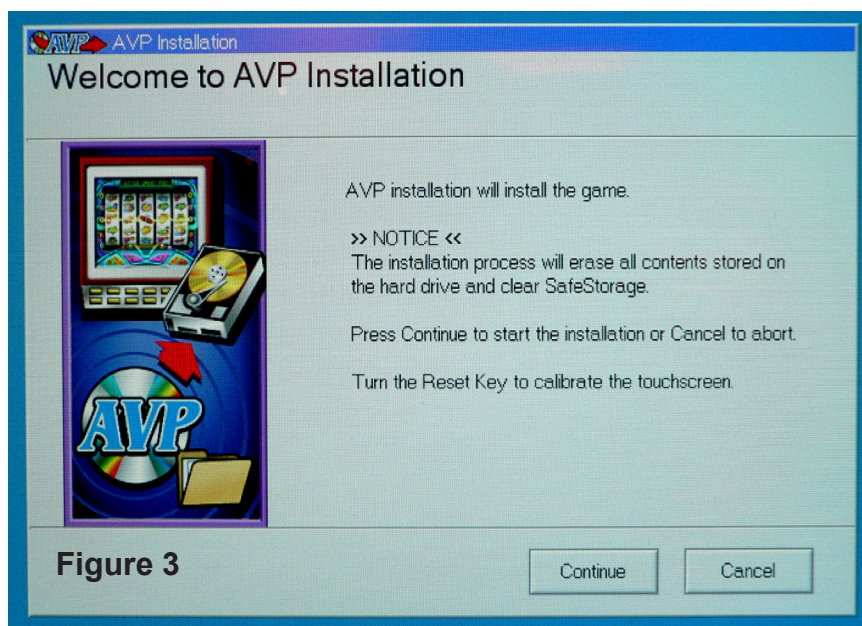 AVP AVP Installation
Welcome to AVP Installation
AVP installation will install the game.
>> NOTICE <<
The installation process will erase all contents stored on
the hard drive and clear SafeStorage.
Press Continue to start the installation or Cancel to abort.
Turn the Reset Key to calibrate the touchscreen.
AVP
Figure 3
Continue
Cancel